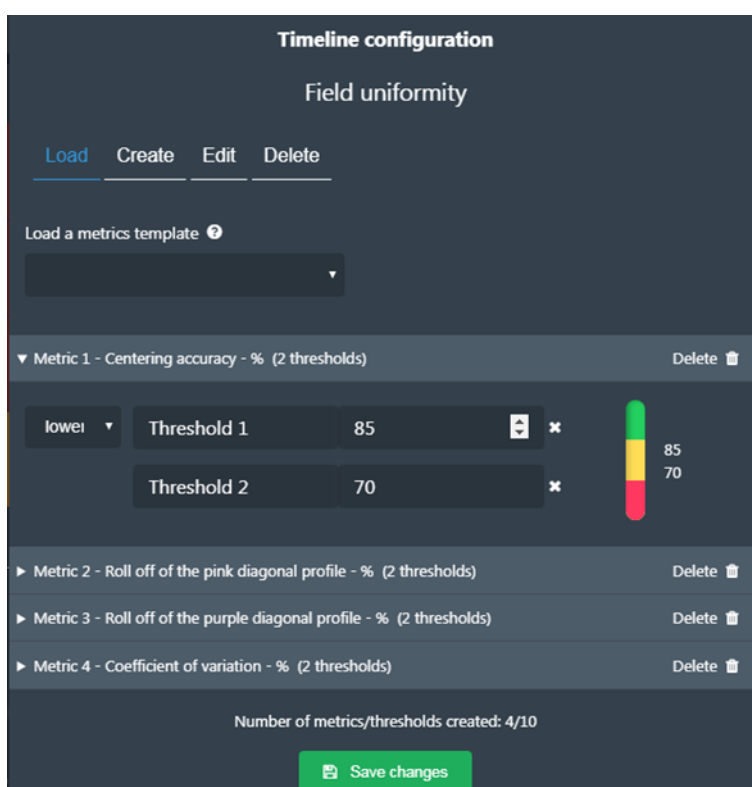 Timeline configuration
Field uniformity
Load Create Edit Delete
Load a metrics template ?
Metric 1 - Centering accuracy - % (2 thresholds) Delete
lower Threshold 1 85
85
70
Threshold 2 70
Metric 2 - Roll off of the pink diagonal profile - % (2 thresholds) Delete
Metric 3 - Roll off of the purple diagonal profile - % (2 thresholds) Delete
Metric 4 - Coefficient of variation - % (2 thresholds) Delete
Number of metrics/thresholds created: 4/10
Save changes